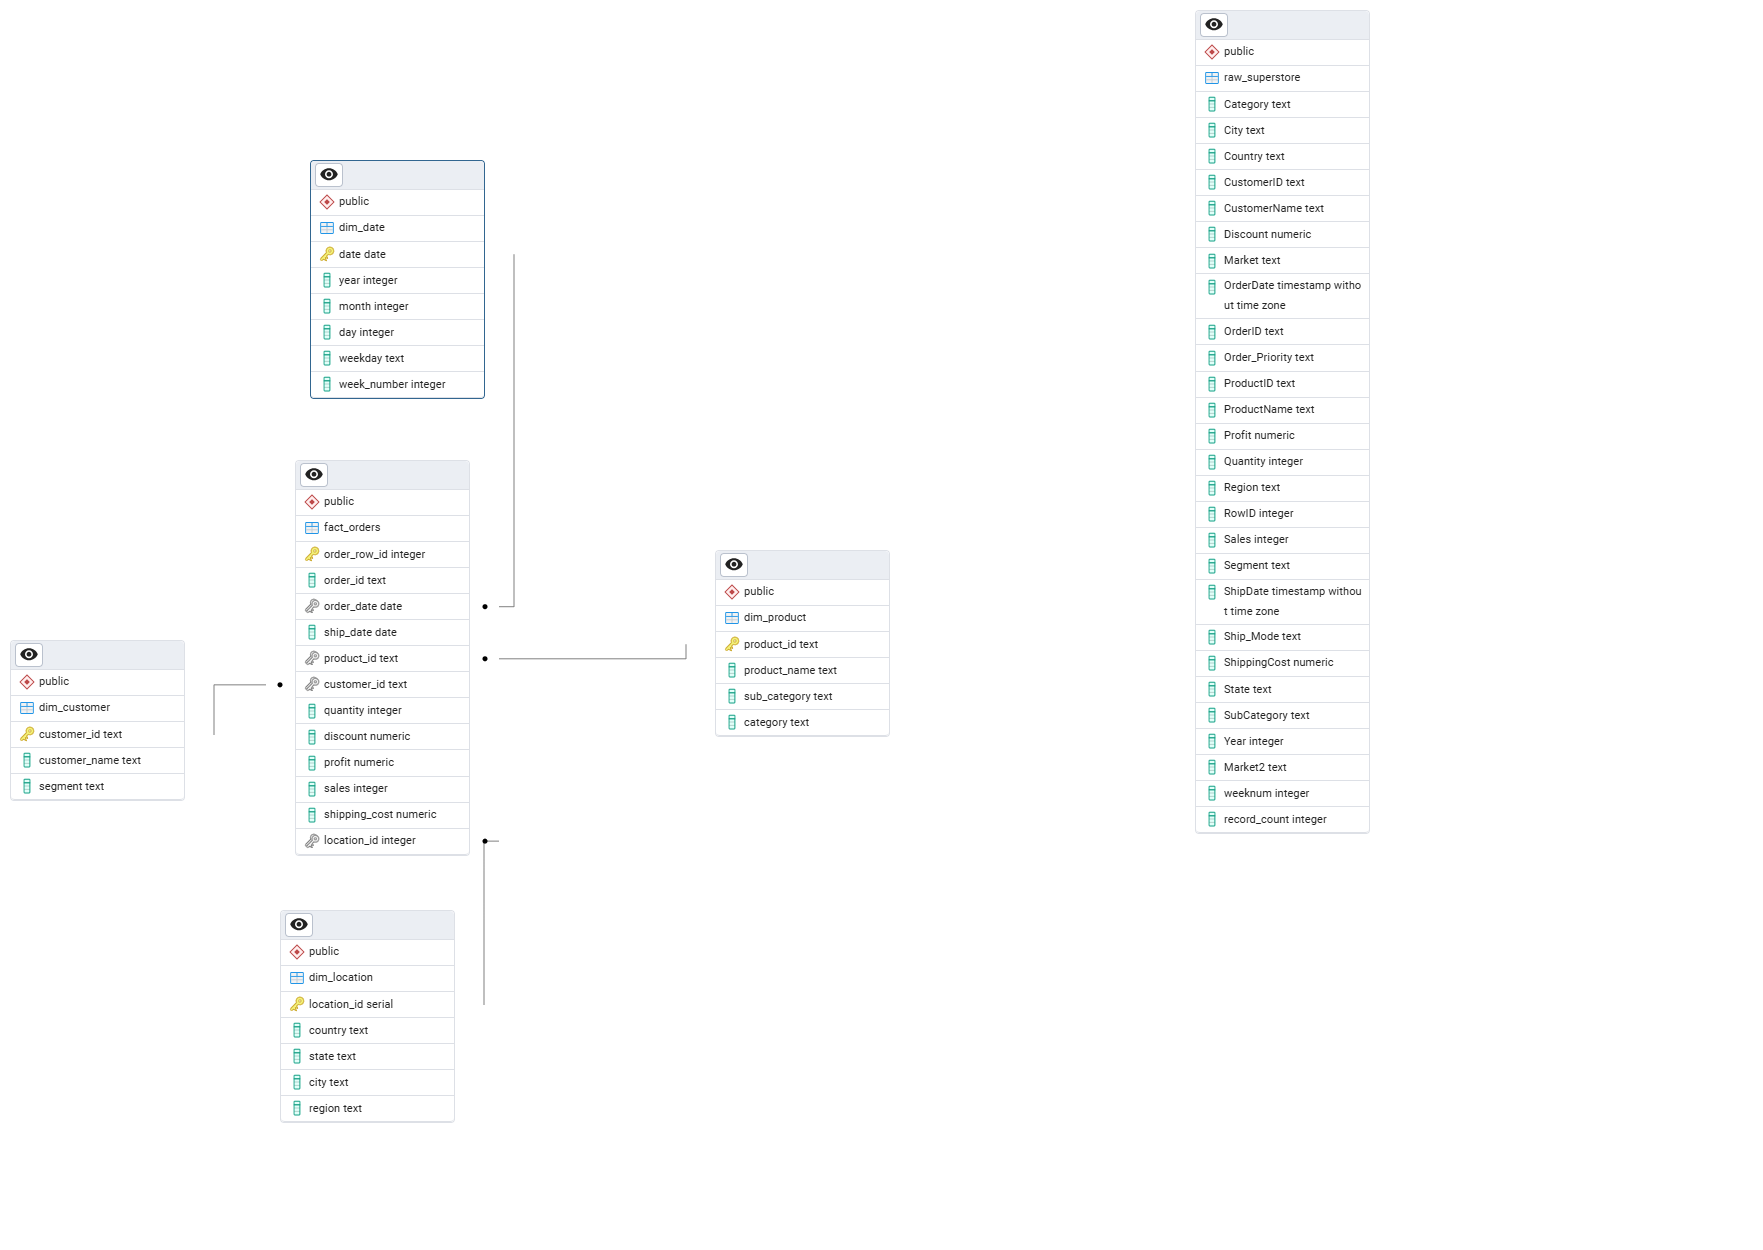 public
dim_date
date date
year integer
month integer
day integer
weekday text
week_number integer
public
fact_orders
order_row_id integer
order_id text
order_date date
ship_date date
product_id text
customer_id text
quantity integer
discount numeric
profit numeric
sales integer
shipping_cost numeric
location_id integer
public
dim_customer
customer_id text
customer_name text
segment text
public
dim_location
location_id serial
country text
state text
city text
region text
public
dim_product
product_id text
product_name text
sub_category text
category text
public
raw_superstore
Category text
City text
Country text
CustomerID text
CustomerName text
Discount numeric
Market text
OrderDate timestamp witho
ut time zone
OrderID text
Order_Priority text
ProductID text
ProductName text
Profit numeric
Quantity integer
Region text
RowID integer
Sales integer
Segment text
ShipDate timestamp withou
t time zone
Ship_Mode text
ShippingCost numeric
State text
SubCategory text
Year integer
Market2 text
weeknum integer
record_count integer